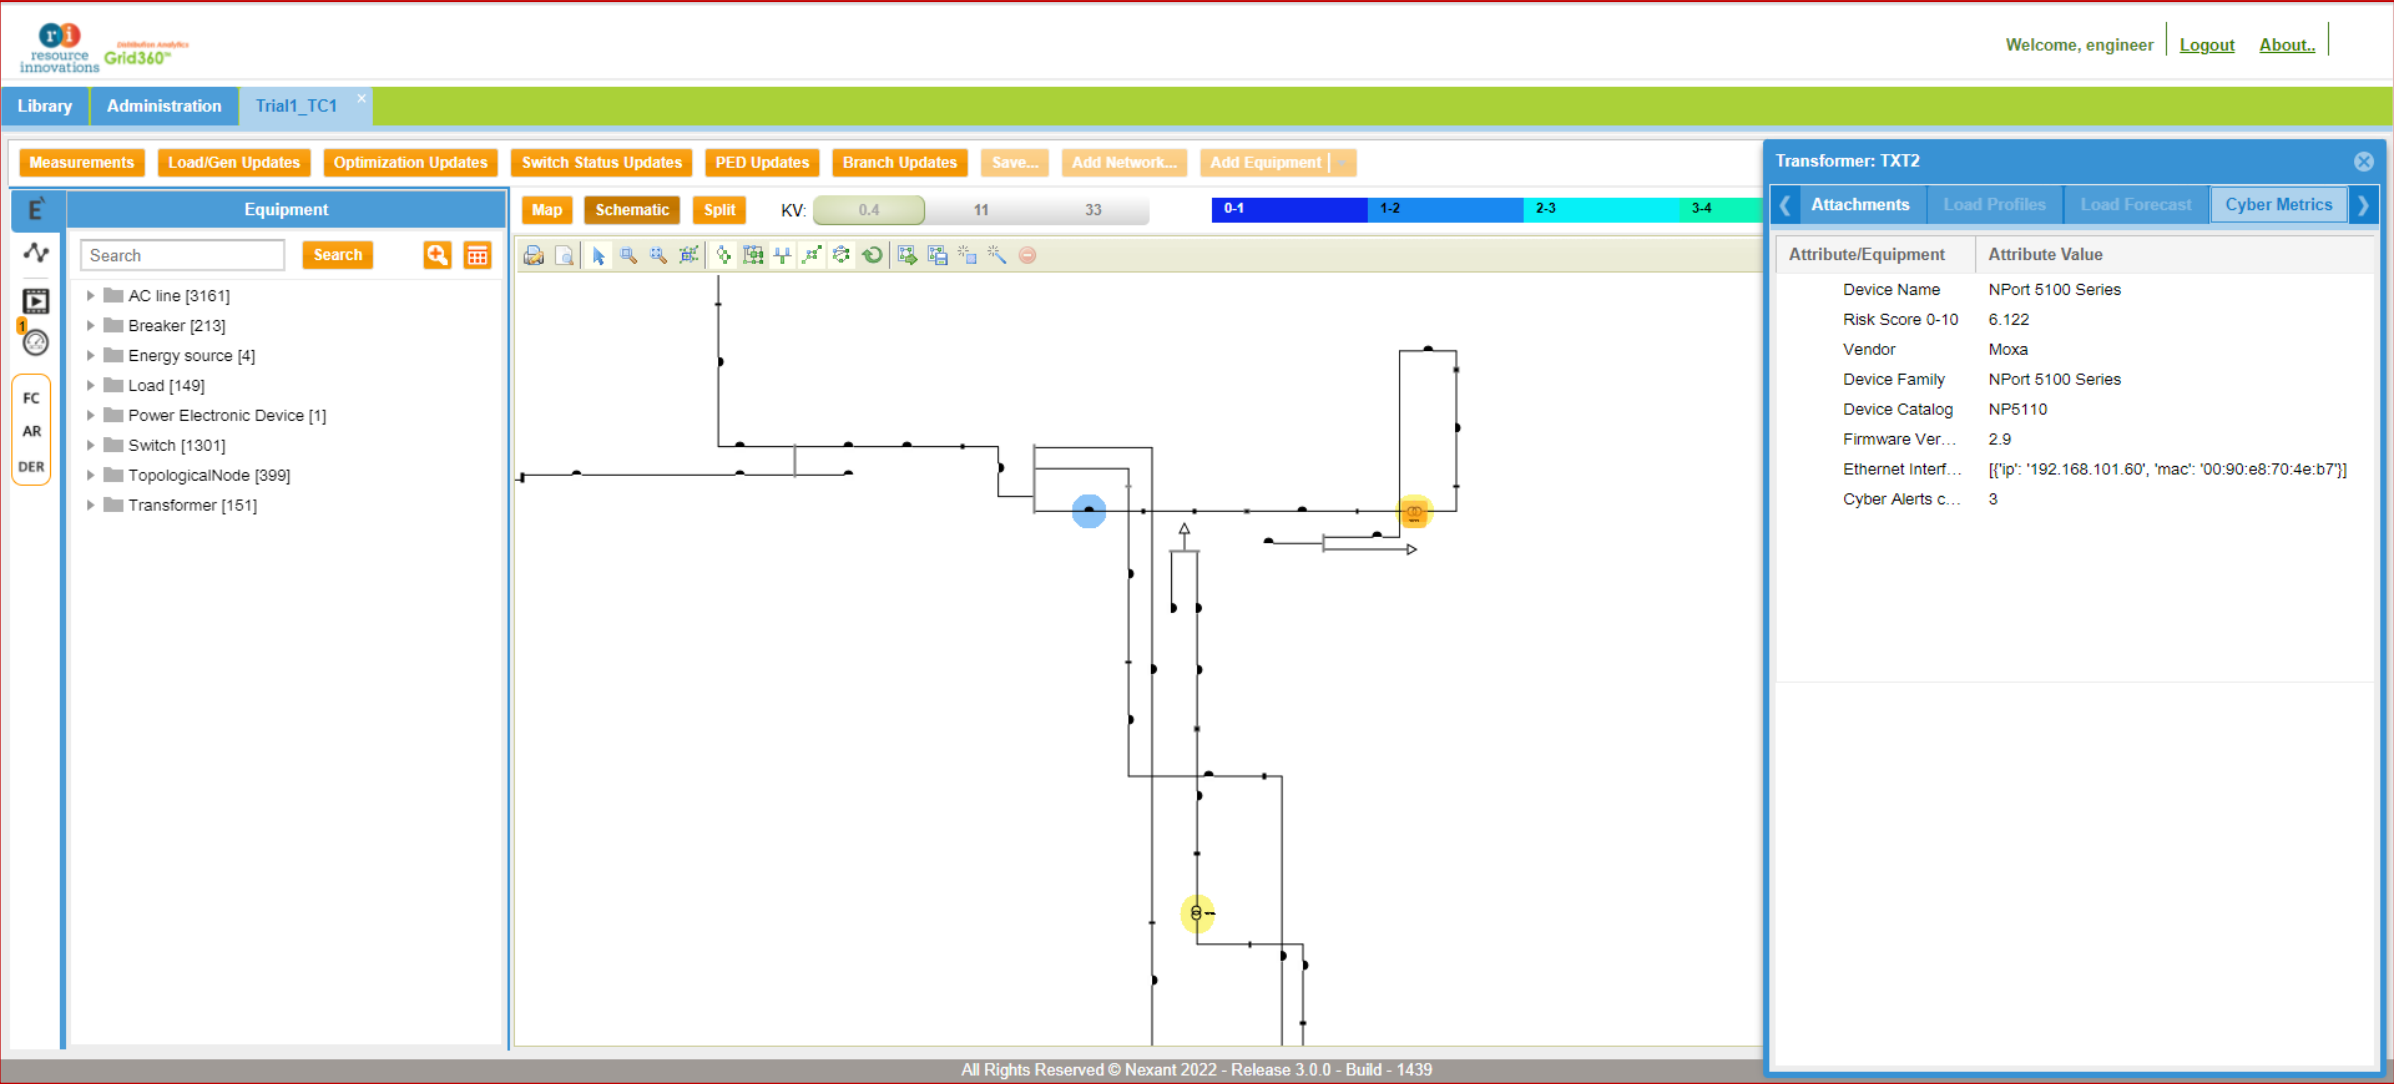 ri
resource
innovations
Distribution Analytics
Grid360™
Welcome, engineer
Logout
About..
Library
Administration
Trial1_TC1
Measurements
Load/Gen Updates
Optimization Updates
Switch Status Updates
PED Updates
Branch Updates
Save...
Add Network...
Add Equipment
Equipment
Search
Search
1
FC
AR
DER
AC line [3161]
Breaker [213]
Energy source [4]
Load [149]
Power Electronic Device [1]
Switch [1301]
TopologicalNode [399]
Transformer [151]
Map
Schematic
Split
KV:
0.4
11
33
0-1
1-2
2-3
3-4
Transformer: TXT2
Attachments
Load Profiles
Load Forecast
Cyber Metrics
Attribute/Equipment Attribute Value
Device Name NPort 5100 Series
Risk Score 0-10 6.122
Vendor Moxa
Device Family NPort 5100 Series
Device Catalog NP5110
Firmware Ver... 2.9
Ethernet Interf... [{'ip': '192.168.101.60', 'mac': '00:90:e8:70:4e:b7'}]
Cyber Alerts c... 3
All Rights Reserved © Nexant 2022 - Release 3.0.0 - Build - 1439